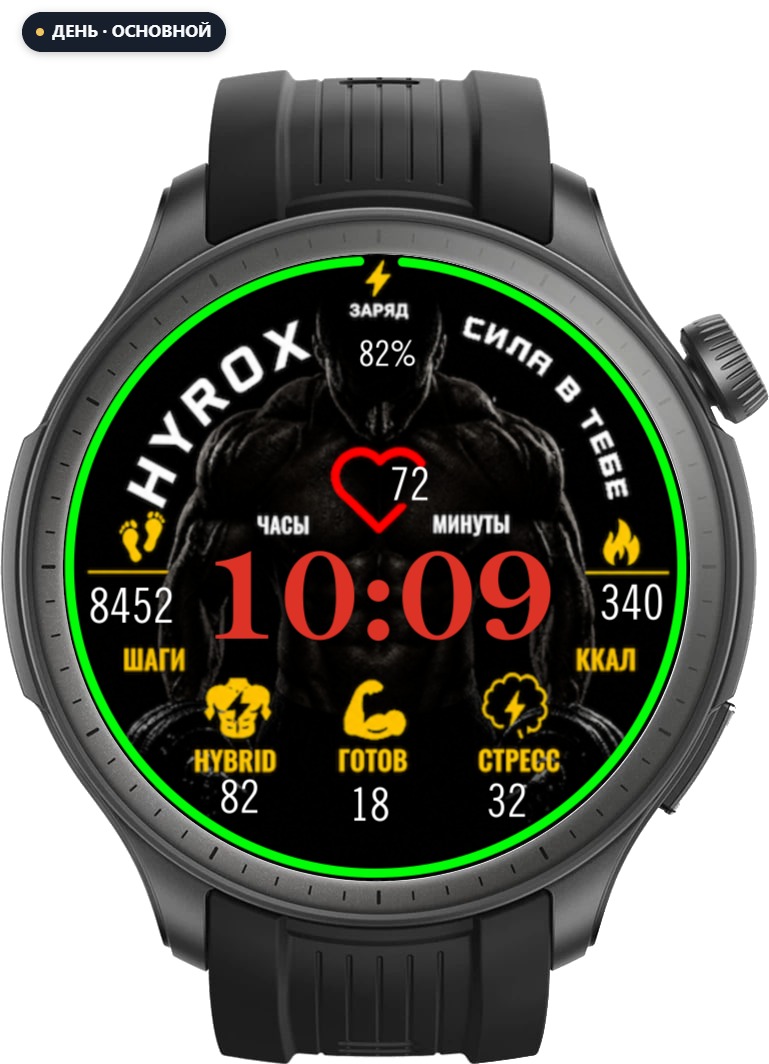 ДЕНЬ · ОСНОВНОЙ
ЗАРЯД
82%
HYROX
СИЛА В ТЕБЕ
72
ЧАСЫ
МИНУТЫ
10:09
8452
340
ШАГИ
ККАЛ
HYBRID
ГОТОВ
СТРЕСС
82
18
32